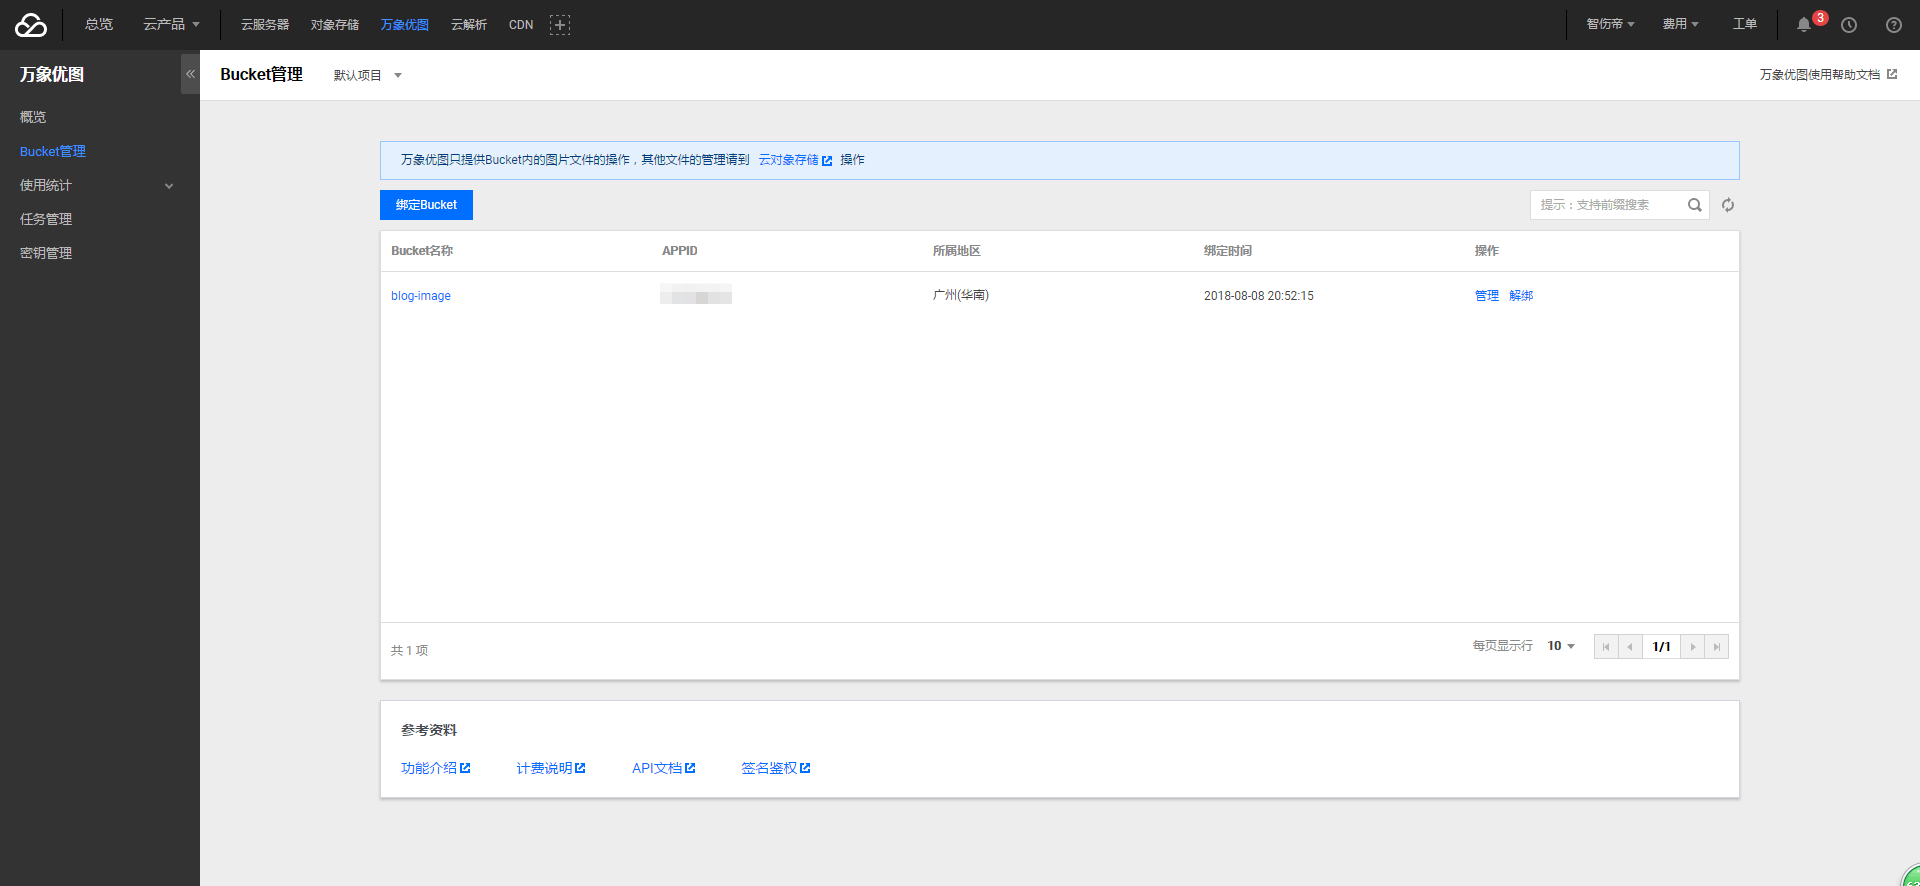 总览 云产品 云服务器 对象存储 万象优图 云解析 CDN 智伤帝 费用 工单 3
万象优图
概览
Bucket管理
使用统计
任务管理
密钥管理
Bucket管理 默认项目 万象优图使用帮助文档
万象优图只提供Bucket内的图片文件的操作，其他文件的管理请到 云对象存储 操作
绑定Bucket 提示：支持前缀搜索
Bucket名称 APPID 所属地区 绑定时间 操作
blog-image 广州(华南) 2018-08-08 20:52:15 管理 解绑
共 1 项 每页显示行 10 1/1
参考资料
功能介绍 计费说明 API文档 签名鉴权